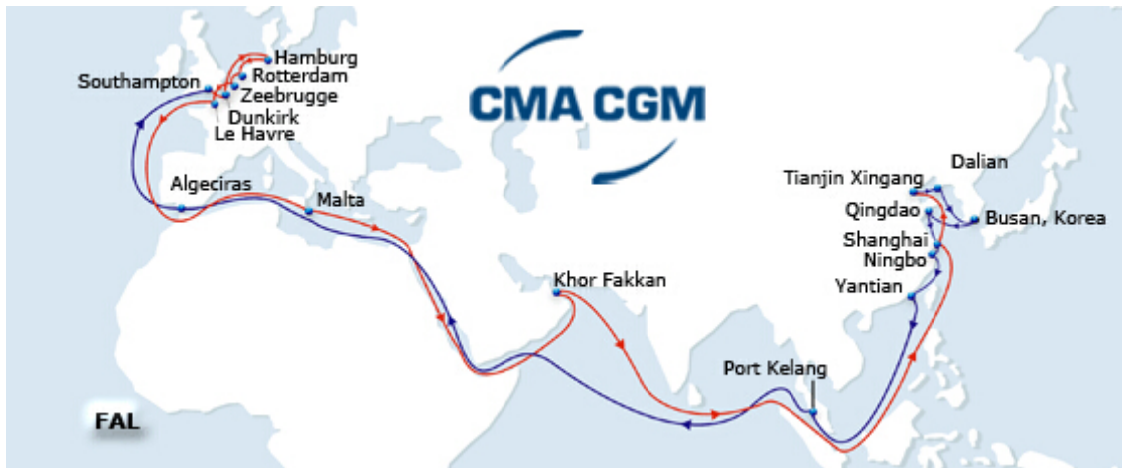 Hamburg
Southampton
Rotterdam
Zeebrugge
Dunkirk
Le Havre
CMA CGM
Algeciras
Malta
Dalian
Tianjin Xingang
Qingdao
Busan, Korea
Shanghai
Ningbo
Yantian
Khor Fakkan
Port Kelang
FAL